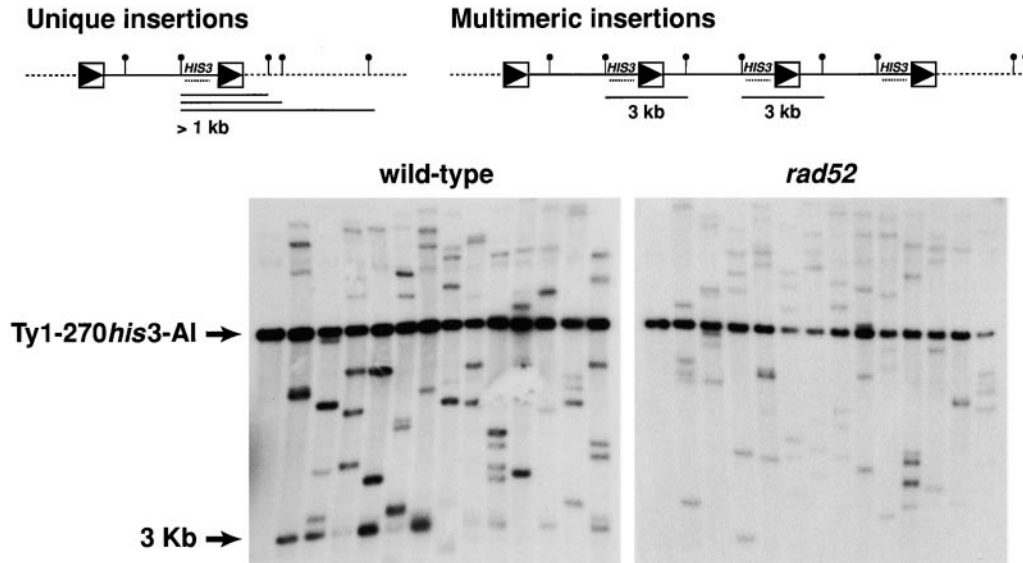 Unique insertions
Multimeric insertions
HIS3
HIS3
HIS3
HIS3
> 1 kb
3 kb
3 kb
wild-type
rad52
Ty1-270his3-AI
3 Kb